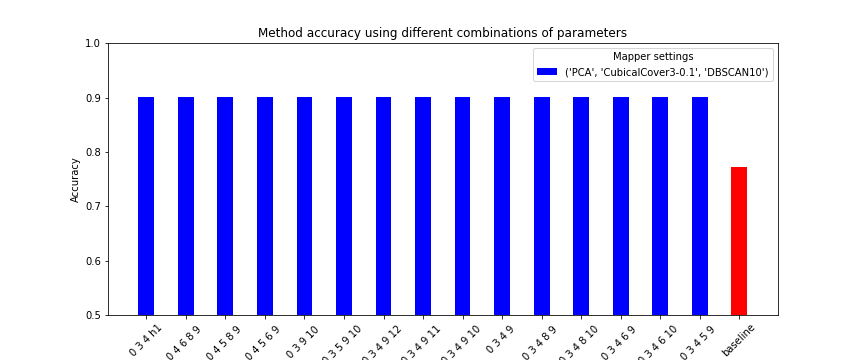 Method accuracy using different combinations of parameters
Mapper settings
('PCA', 'CubicalCover3-0.1', 'DBSCAN10')
Accuracy
1.0
0.9
0.8
0.7
0.6
0.5
0 3 4 h1
0 4 6 8 9
0 4 5 8 9
0 4 5 6 9
0 3 9 10
0 3 5 9 10
0 3 4 9 12
0 3 4 9 11
0 3 4 9 10
0 3 4 9
0 3 4 8 9
0 3 4 8 10
0 3 4 6 9
0 3 4 6 10
0 3 4 5 9
baseline